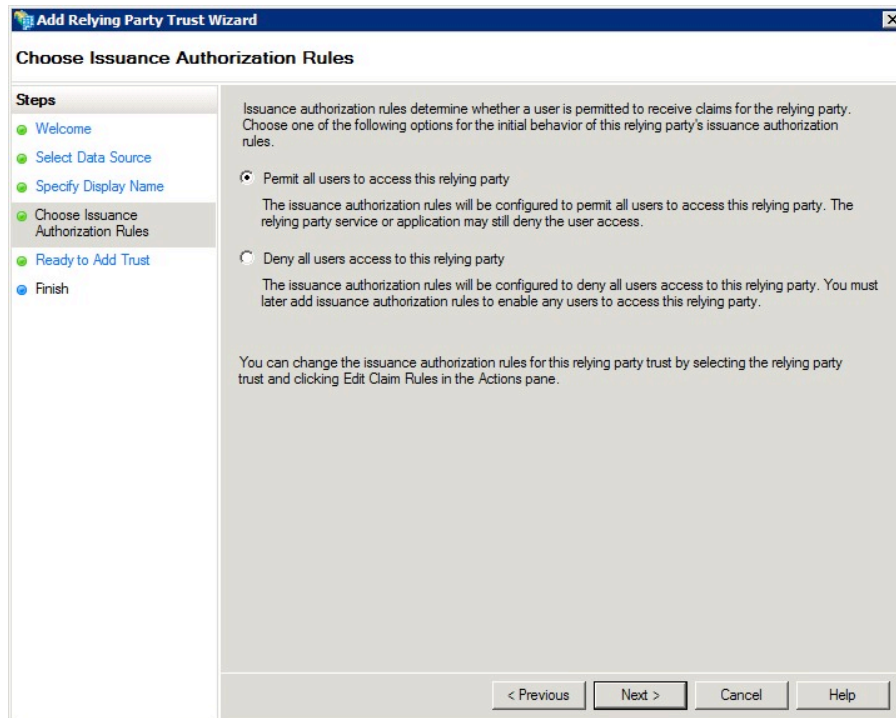 Add Relying Party Trust Wizard
Choose Issuance Authorization Rules
Steps
Welcome
Select Data Source
Specify Display Name
Choose Issuance
Authorization Rules
Ready to Add Trust
Finish
Issuance authorization rules determine whether a user is permitted to receive claims for the relying party.
Choose one of the following options for the initial behavior of this relying party's issuance authorization
rules.
Permit all users to access this relying party
The issuance authorization rules will be configured to permit all users to access this relying party. The
relying party service or application may still deny the user access.
Deny all users access to this relying party
The issuance authorization rules will be configured to deny all users access to this relying party. You must
later add issuance authorization rules to enable any users to access this relying party.
You can change the issuance authorization rules for this relying party trust by selecting the relying party
trust and clicking Edit Claim Rules in the Actions pane.
< Previous
Next >
Cancel
Help